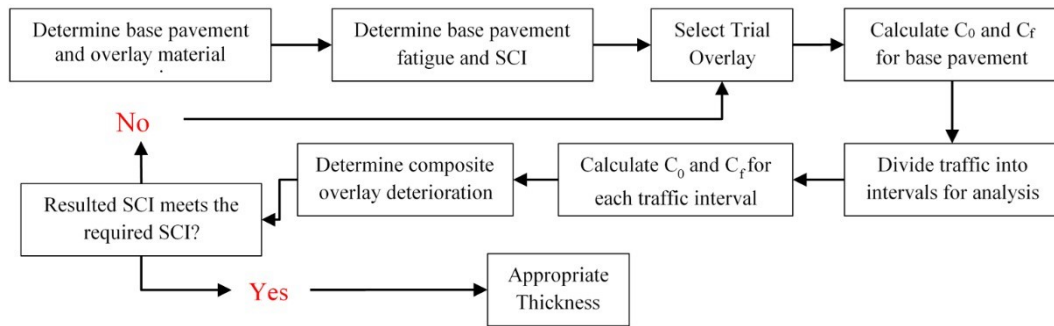 Determine base pavement
and overlay material
.
Determine base pavement
fatigue and SCI
Select Trial
Overlay
Calculate C₀ and Cf
for base pavement
Divide traffic into
intervals for analysis
Calculate C₀ and Cf for
each traffic interval
Determine composite
overlay deterioration
Resulted SCI meets the
required SCI?
No
Yes
Appropriate
Thickness